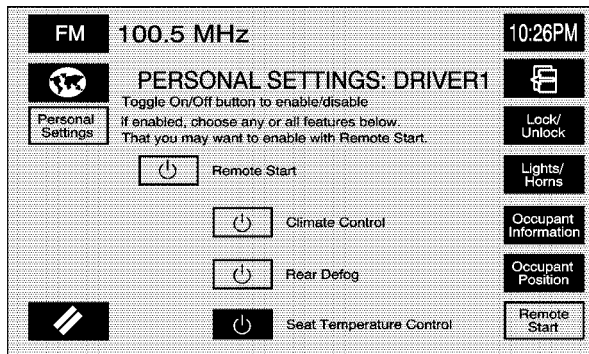 FM 100.5 MHz 10:26PM
PERSONAL SETTINGS: DRIVER1
Toggle On/Off button to enable/disable
Personal
Settings
If enabled, choose any or all features below.
That you may want to enable with Remote Start.
Lock/
Unlock
Remote Start
Lights/
Horns
Climate Control
Occupant
Information
Rear Defog
Occupant
Position
Seat Temperature Control
Remote
Start